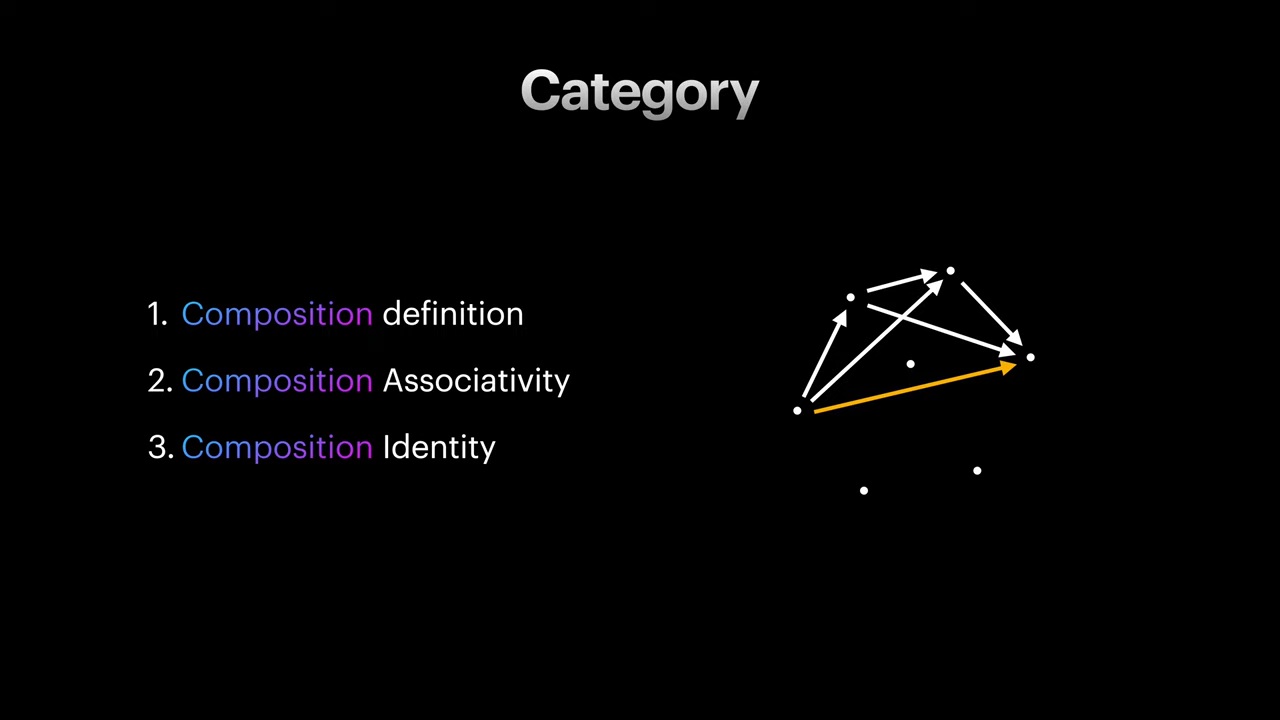 Category
1. Composition definition
2. Composition Associativity
3. Composition Identity